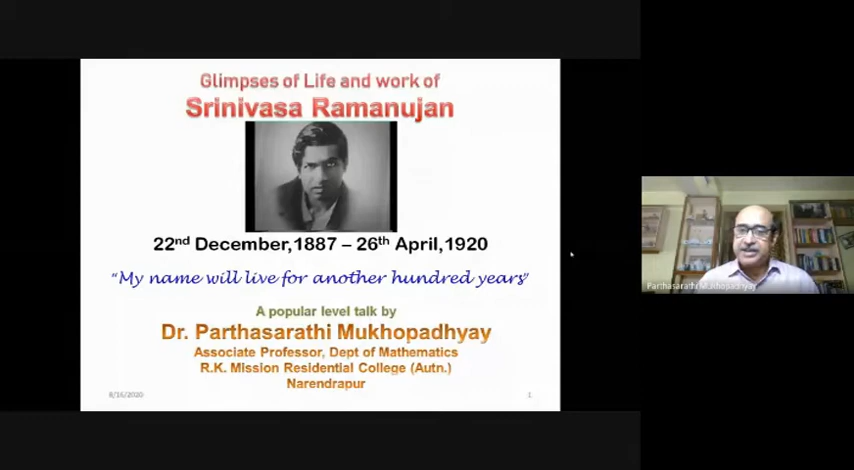 Glimpses of Life and work of
Srinivasa Ramanujan
22nd December,1887 – 26th April,1920
“My name will live for another hundred years”
A popular level talk by
Dr. Parthasarathi Mukhopadhyay
Associate Professor, Dept of Mathematics
R.K. Mission Residential College (Autn.)
Narendrapur
8/16/2020
1
Parthasarathi Mukhopadhyay